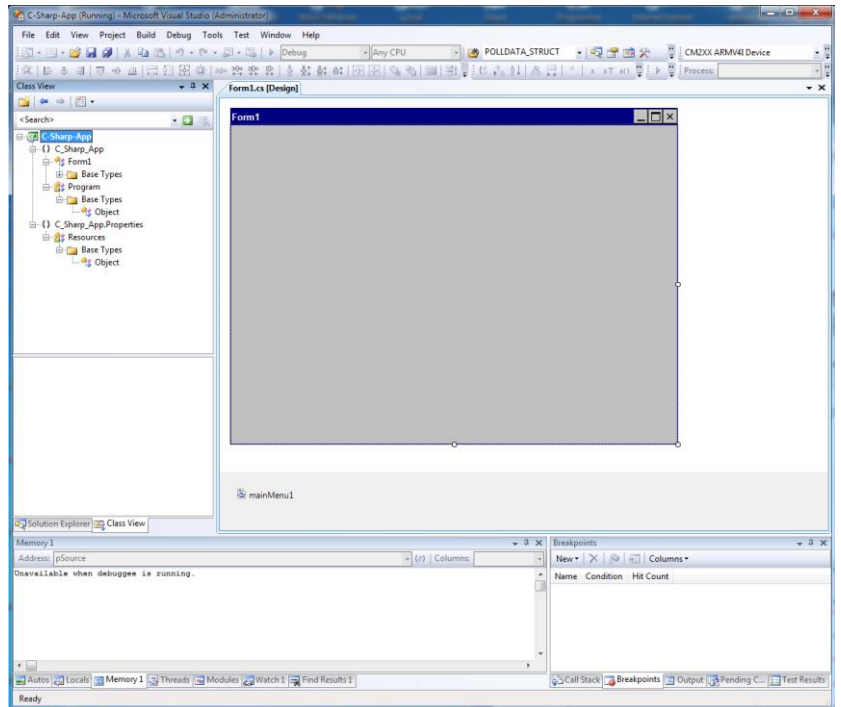 C-Sharp-App (Running) - Microsoft Visual Studio (Administrator)
File Edit View Project Build Debug Tools Test Window Help
Debug Any CPU POLLDATA_STRUCT CM2XX ARMV4I Device
Process:
Class View
Form1.cs [Design]
<Search>
Form1
C-Sharp-App
{} C_Sharp_App
Form1
Base Types
Program
Base Types
Object
{} C_Sharp_App.Properties
Resources
Base Types
Object
mainMenu1
Solution Explorer Class View
Memory 1
Address: pSource Columns:
Unavailable when debuggee is running.
Breakpoints
New Columns
Name Condition Hit Count
Autos Locals Memory 1 Threads Modules Watch 1 Find Results 1
Call Stack Breakpoints Output Pending C... Test Results
Ready